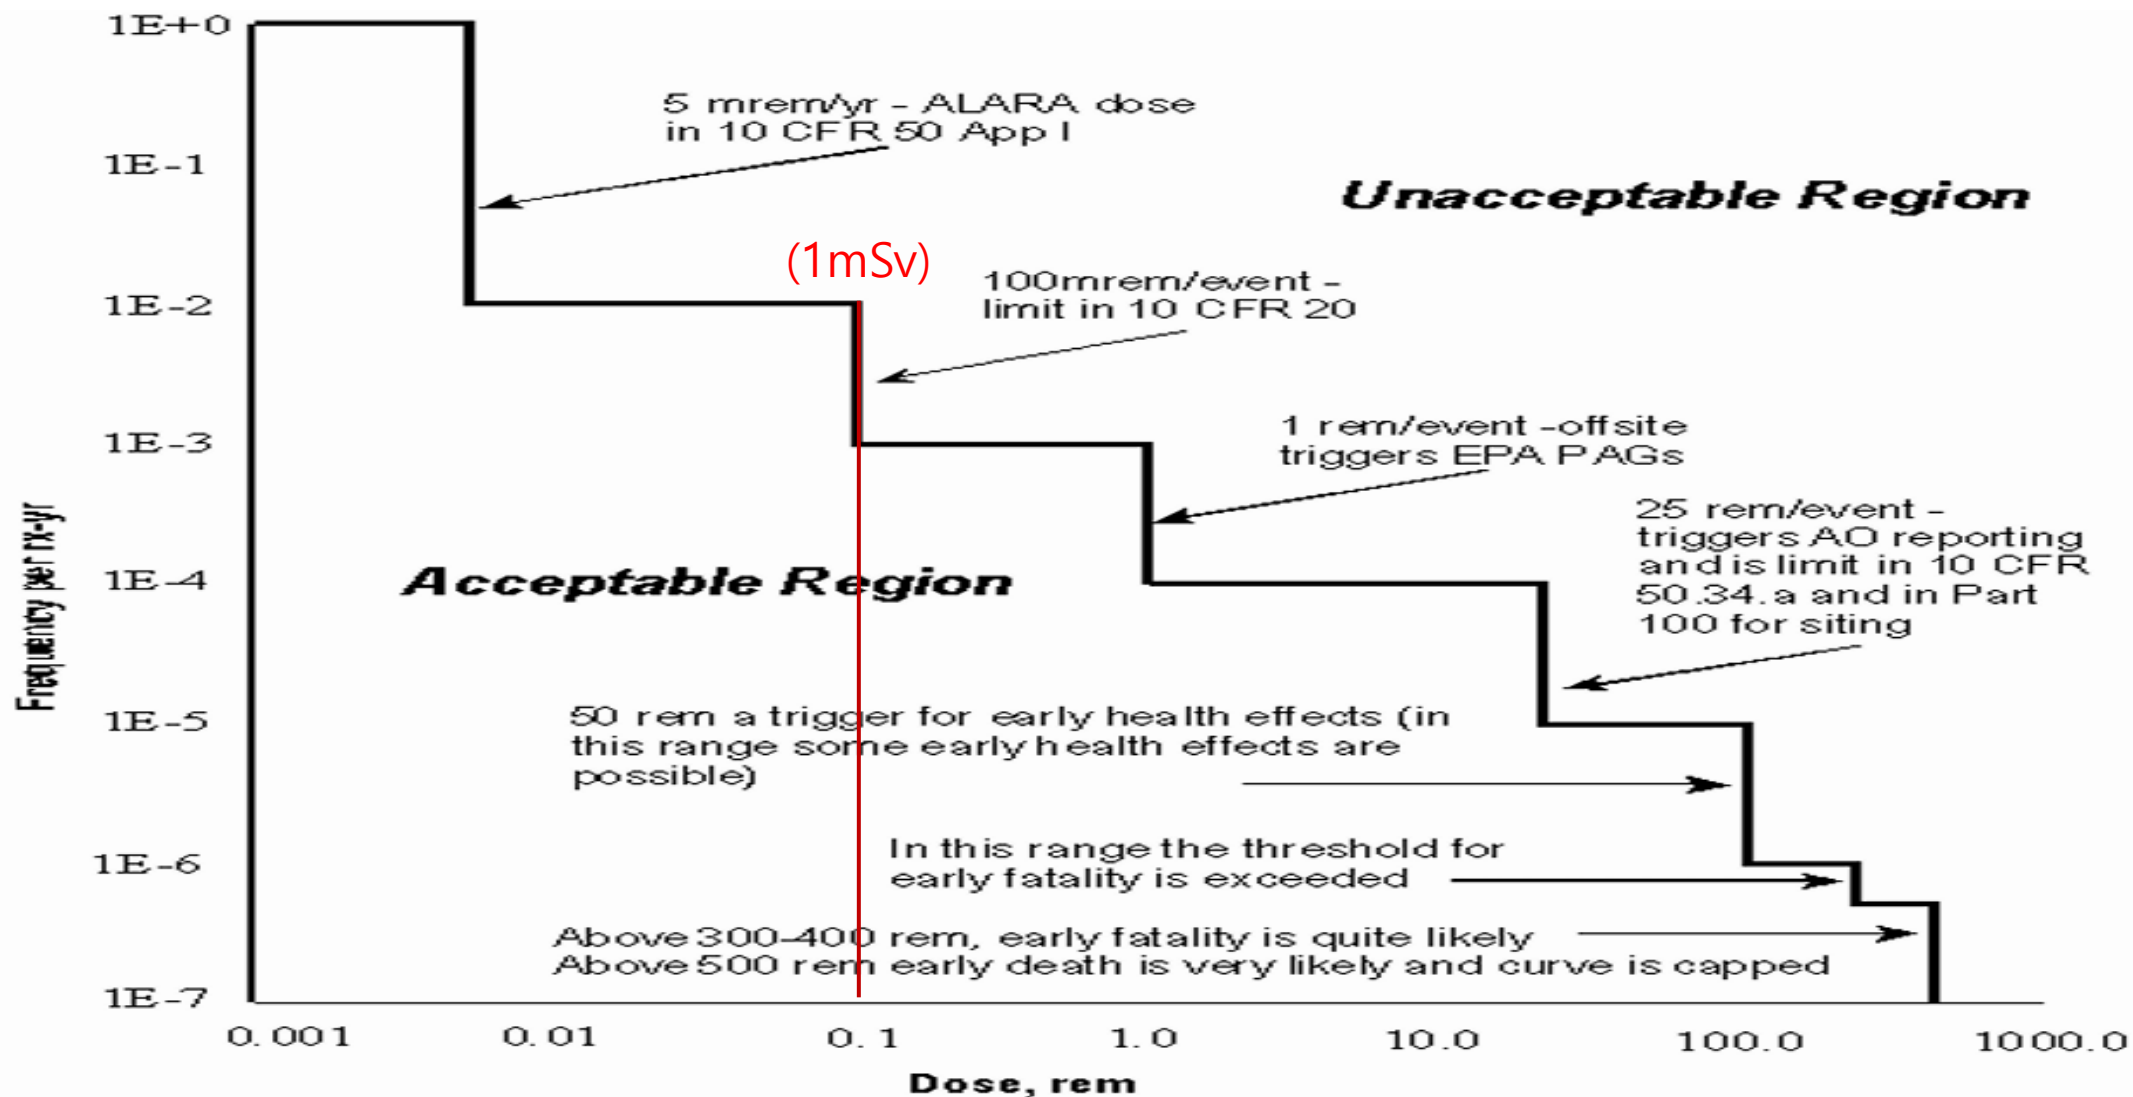 1E+0
5 mrem/yr - ALARA dose
in 10 CFR 50 App I
1E-1
Unacceptable Region
(1mSv)
100mrem/event -
limit in 10 CFR 20
1E-2
1E-3
1 rem/event -offsite
triggers EPA PAGs
25 rem/event -
triggers AO reporting
and is limit in 10 CFR
50.34.a and in Part
100 for siting
Frequency per rx-yr
Acceptable Region
1E-4
50 rem a trigger for early health effects (in
this range some early health effects are
possible)
1E-5
In this range the threshold for
early fatality is exceeded
1E-6
Above 300-400 rem, early fatality is quite likely
Above 500 rem early death is very likely and curve is capped
1E-7
0.001 0.01 0.1 1.0 10.0 100.0 1000.0
Dose, rem